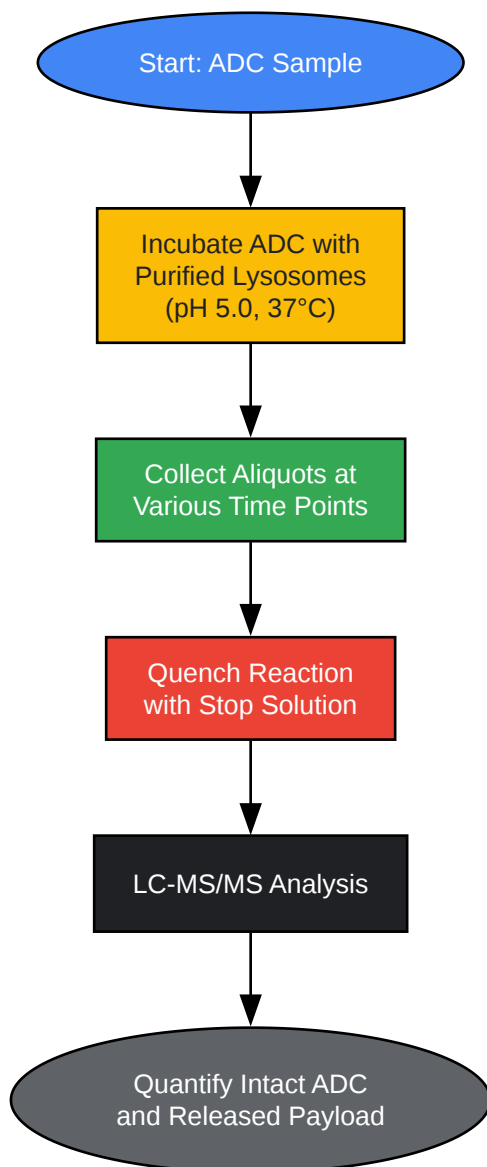 Start: ADC Sample
Incubate ADC with
Purified Lysosomes
(pH 5.0, 37°C)
Collect Aliquots at
Various Time Points
Quench Reaction
with Stop Solution
LC-MS/MS Analysis
Quantify Intact ADC
and Released Payload